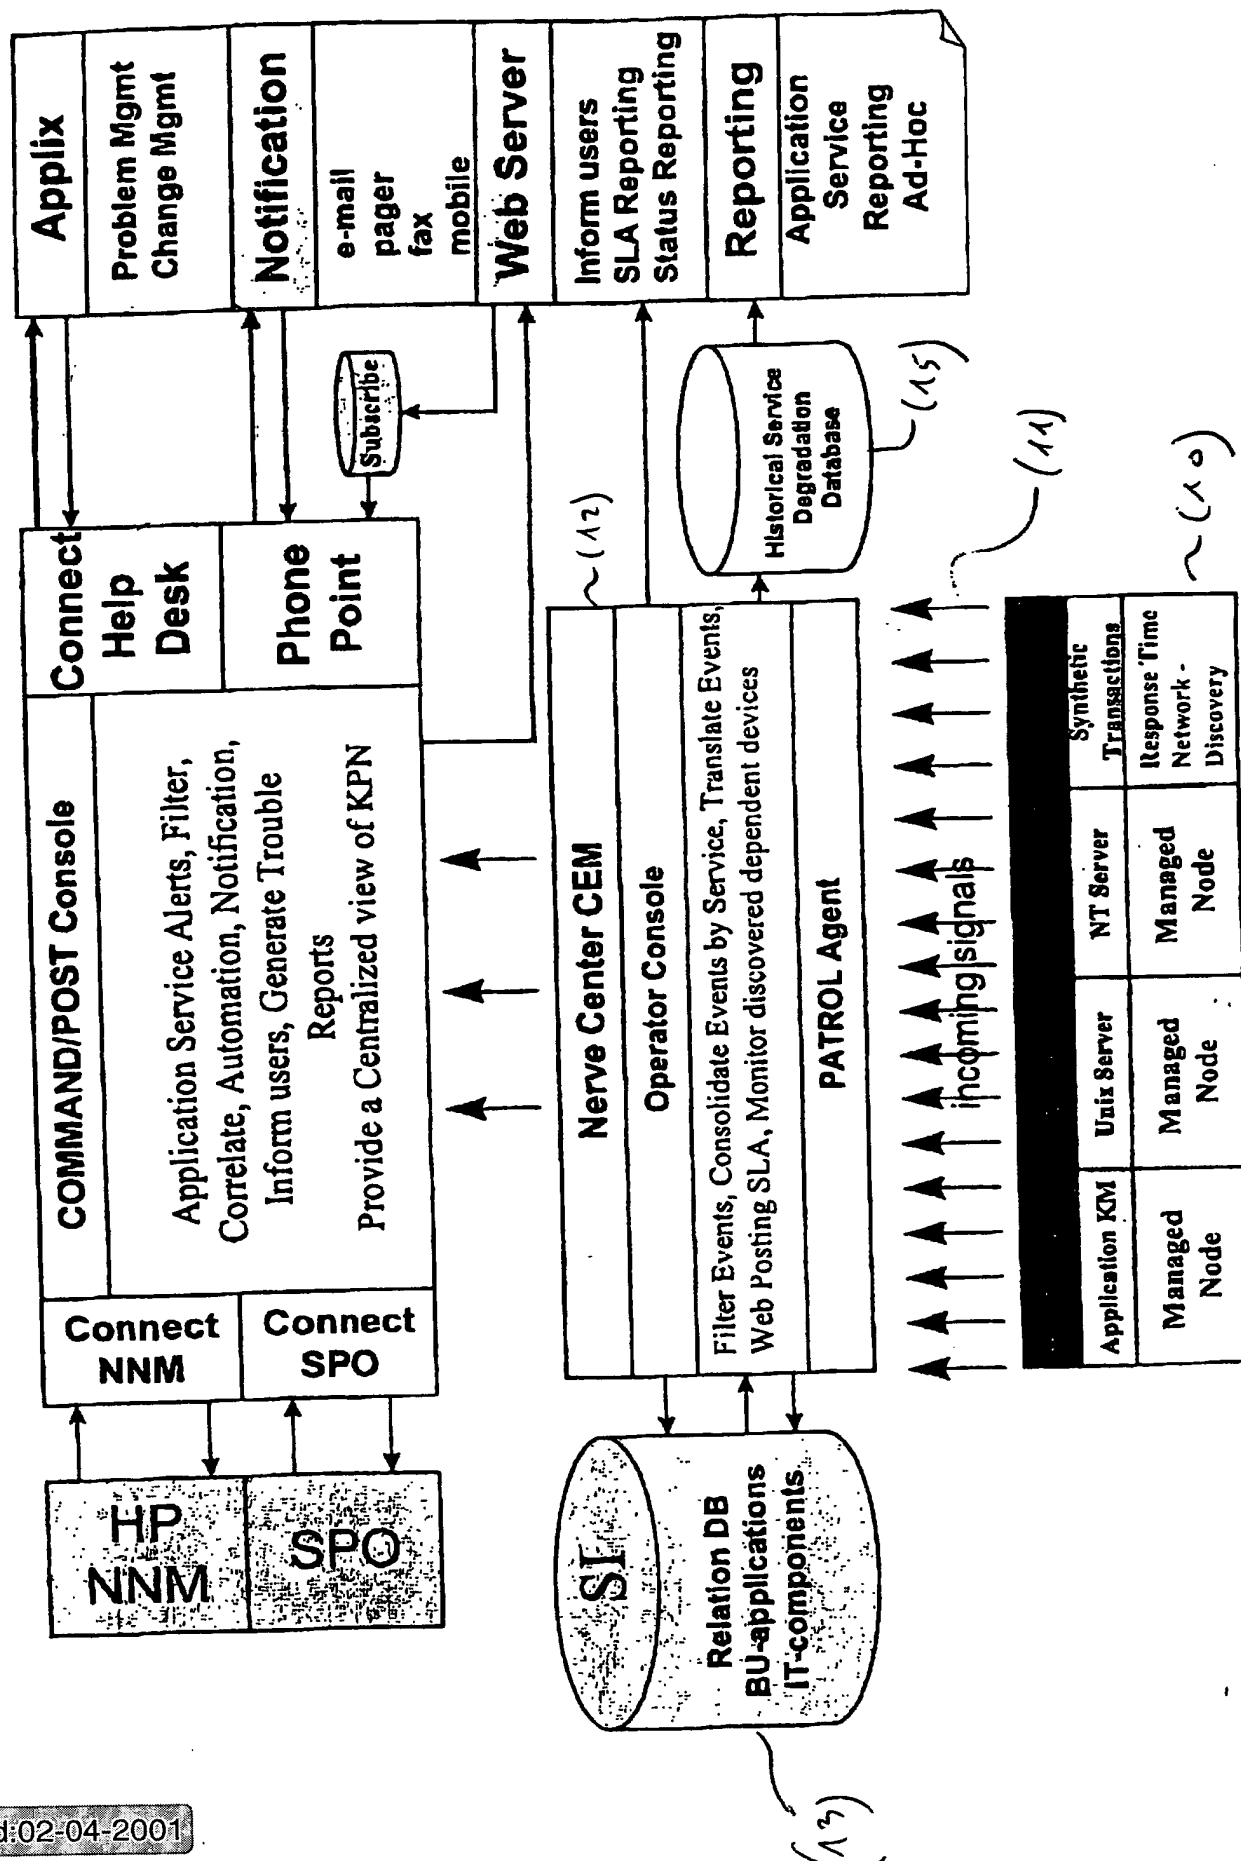 HP
NNM
SPO
Connect
NNM
Connect
SPO
COMMAND/POST Console
Application Service Alerts, Filter,
Correlate, Automation, Notification,
Inform users, Generate Trouble
Reports
Provide a Centralized view of KPN
Connect
Help
Desk
Phone
Point
Subscribe
Applix
Problem Mgmt
Change Mgmt
Notification
e-mail
pager
fax
mobile
Web Server
Inform users
SLA Reporting
Status Reporting
Reporting
Application
Service
Reporting
Ad-Hoc
SI
Relation DB
BU-applications
IT-components
(13)
Nerve Center CEM
(12)
Operator Console
Filter Events, Consolidate Events by Service, Translate Events,
Web Posting SLA, Monitor discovered dependent devices
PATROL Agent
Historical Service
Degradation
Database
(15)
incoming signals
(11)
Application KM
Unix Server
NT Server
Synthetic
Transactions
Managed
Node
Managed
Node
Managed
Node
Response Time
Network -
Discovery
(10)
d:02-04-2001